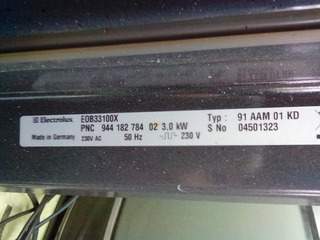 Electrolux EOB33100X Typ : 91 AAM 01 KD
PNC 944 182 784 02 3.0 kW S No 04501323
Made in Germany 230V AC 50 Hz 230 V